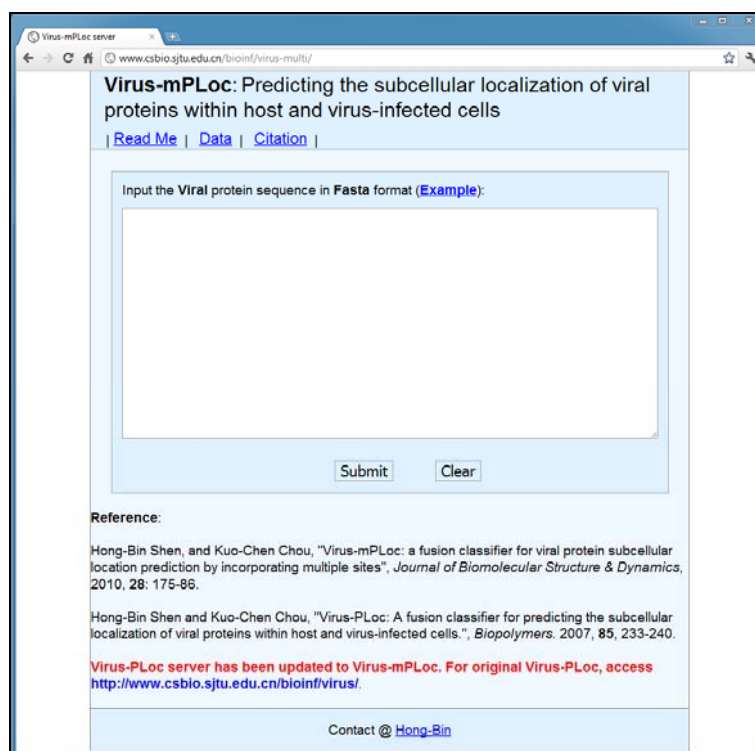 Virus-mPLoc server
www.csbio.sjtu.edu.cn/bioinf/virus-multi/
Virus-mPLoc: Predicting the subcellular localization of viral
proteins within host and virus-infected cells
| Read Me | Data | Citation |
Input the Viral protein sequence in Fasta format (Example):
Submit Clear
Reference:
Hong-Bin Shen, and Kuo-Chen Chou, "Virus-mPLoc: a fusion classifier for viral protein subcellular
location prediction by incorporating multiple sites", Journal of Biomolecular Structure & Dynamics,
2010, 28: 175-86.
Hong-Bin Shen and Kuo-Chen Chou, "Virus-PLoc: A fusion classifier for predicting the subcellular
localization of viral proteins within host and virus-infected cells.", Biopolymers. 2007, 85, 233-240.
Virus-PLoc server has been updated to Virus-mPLoc. For original Virus-PLoc, access
http://www.csbio.sjtu.edu.cn/bioinf/virus/.
Contact @ Hong-Bin